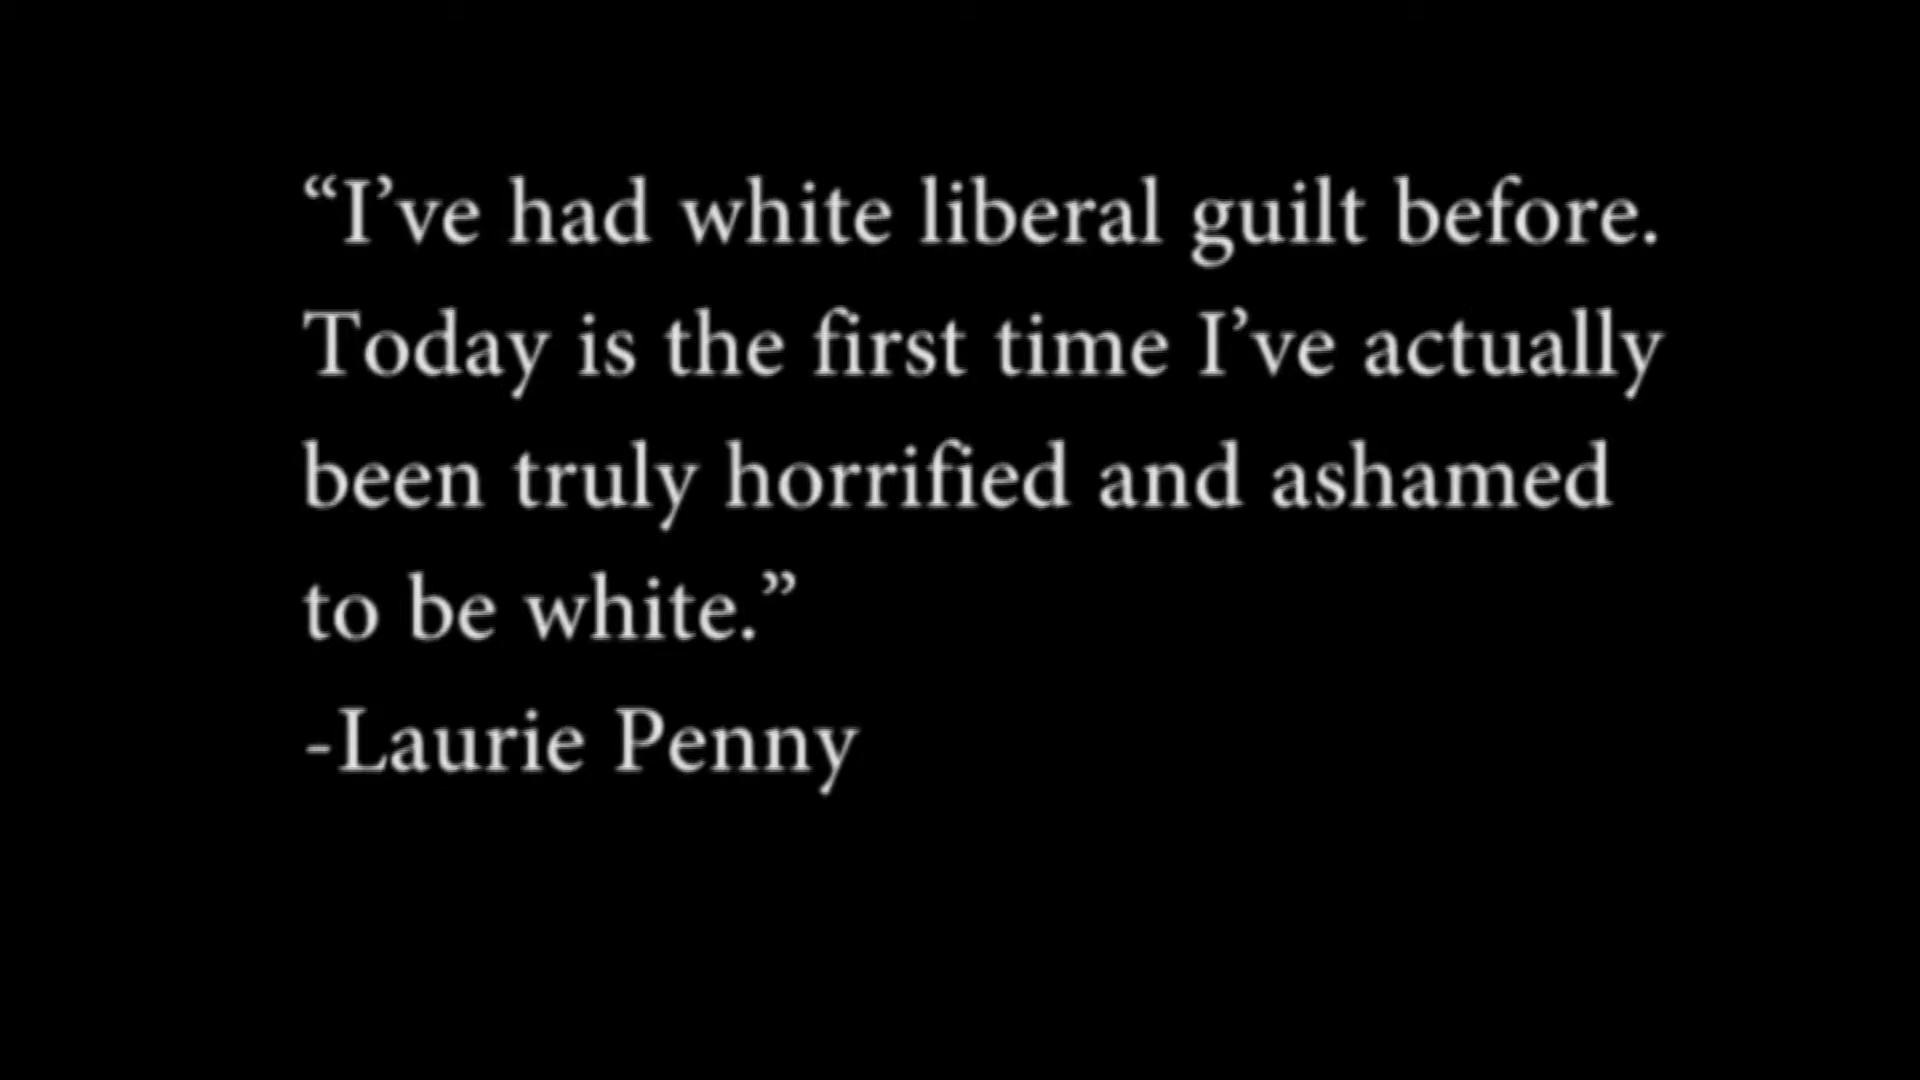 “I’ve had white liberal guilt before.
Today is the first time I’ve actually
been truly horrified and ashamed
to be white.”
-Laurie Penny